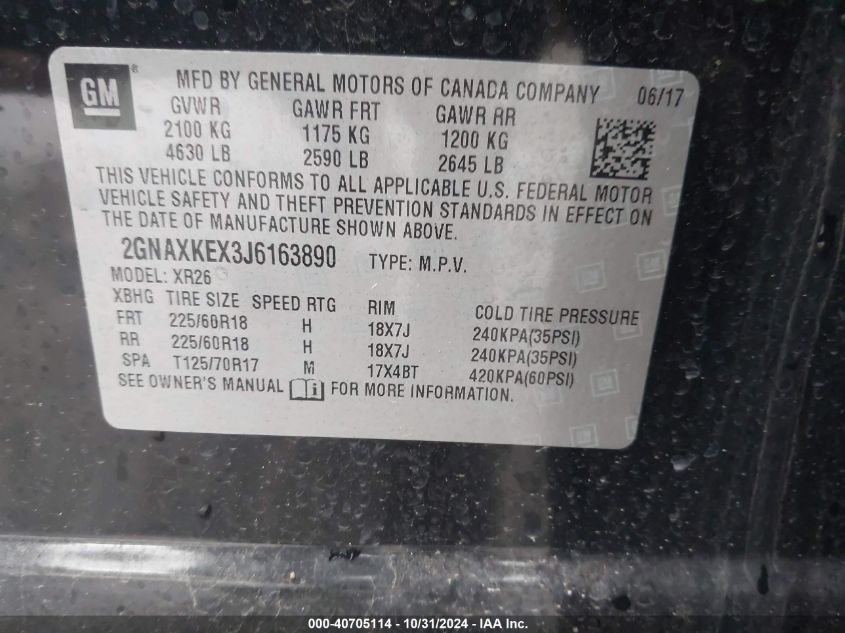 GM ® MFD BY GENERAL MOTORS OF CANADA COMPANY 06/17
GVWR GAWR FRT GAWR RR
2100 KG 1175 KG 1200 KG
4630 LB 2590 LB 2645 LB
THIS VEHICLE CONFORMS TO ALL APPLICABLE U.S. FEDERAL MOTOR
VEHICLE SAFETY AND THEFT PREVENTION STANDARDS IN EFFECT ON
THE DATE OF MANUFACTURE SHOWN ABOVE.
2GNAXKEX3J6163890 TYPE: M.P.V.
MODEL: XR26
XBHG TIRE SIZE SPEED RTG RIM COLD TIRE PRESSURE
FRT 225/60R18 H 18X7J 240KPA(35PSI)
RR 225/60R18 H 18X7J 240KPA(35PSI)
SPA T125/70R17 M 17X4BT 420KPA(60PSI)
SEE OWNER'S MANUAL i FOR MORE INFORMATION.
000-40705114 - 10/31/2024 - IAA Inc.